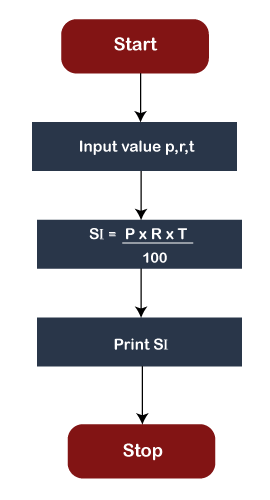 Start
Input value p,r,t
SI = P x R x T
100
Print SI
Stop